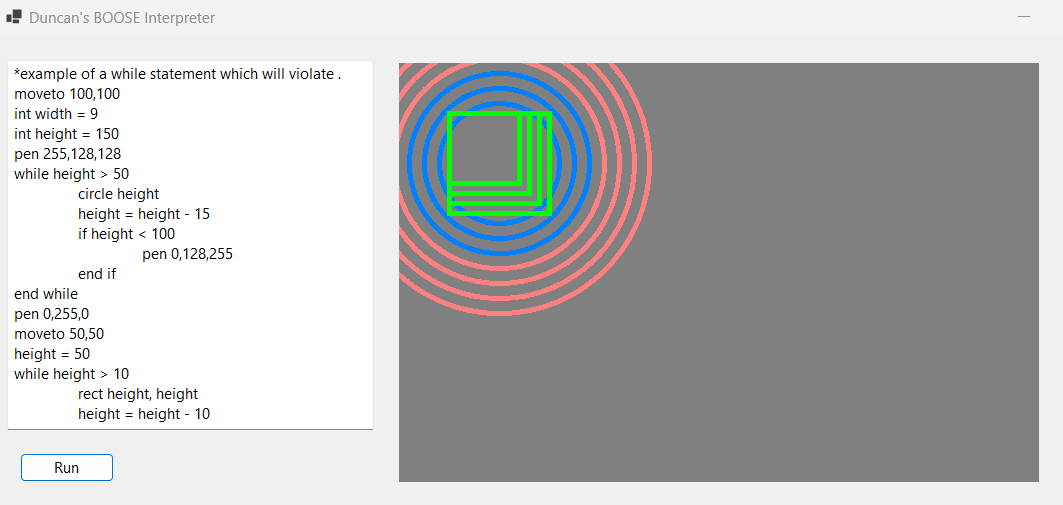 Duncan's BOOSE Interpreter
*example of a while statement which will violate .
moveto 100,100
int width = 9
int height = 150
pen 255,128,128
while height > 50
circle height
height = height - 15
if height < 100
pen 0,128,255
end if
end while
pen 0,255,0
moveto 50,50
height = 50
while height > 10
rect height, height
height = height - 10
Run